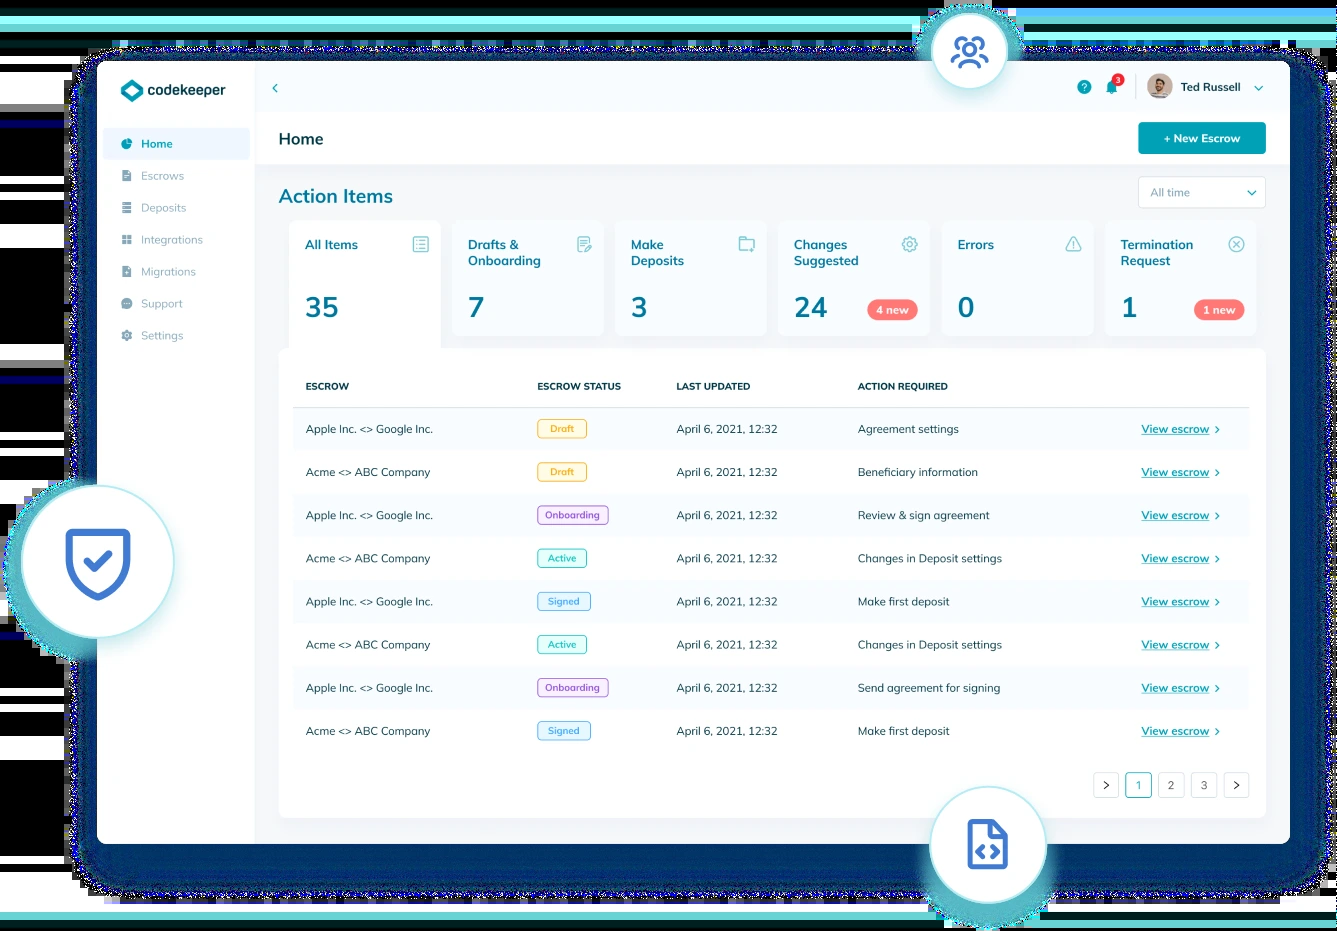 codekeeper
3
Ted Russell
Home
Home
+ New Escrow
Escrows
Deposits
Integrations
Migrations
Support
Settings
Action Items
All time
All Items
35
Drafts &
Onboarding
7
Make
Deposits
3
Changes
Suggested
24
4 new
Errors
0
Termination
Request
1
1 new
ESCROW ESCROW STATUS LAST UPDATED ACTION REQUIRED
Apple Inc. <> Google Inc. Draft April 6, 2021, 12:32 Agreement settings View escrow >
Acme <> ABC Company Draft April 6, 2021, 12:32 Beneficiary information View escrow >
Apple Inc. <> Google Inc. Onboarding April 6, 2021, 12:32 Review & sign agreement View escrow >
Acme <> ABC Company Active April 6, 2021, 12:32 Changes in Deposit settings View escrow >
Apple Inc. <> Google Inc. Signed April 6, 2021, 12:32 Make first deposit View escrow >
Acme <> ABC Company Active April 6, 2021, 12:32 Changes in Deposit settings View escrow >
Apple Inc. <> Google Inc. Onboarding April 6, 2021, 12:32 Send agreement for signing View escrow >
Acme <> ABC Company Signed April 6, 2021, 12:32 Make first deposit View escrow >
> 1 2 3 >